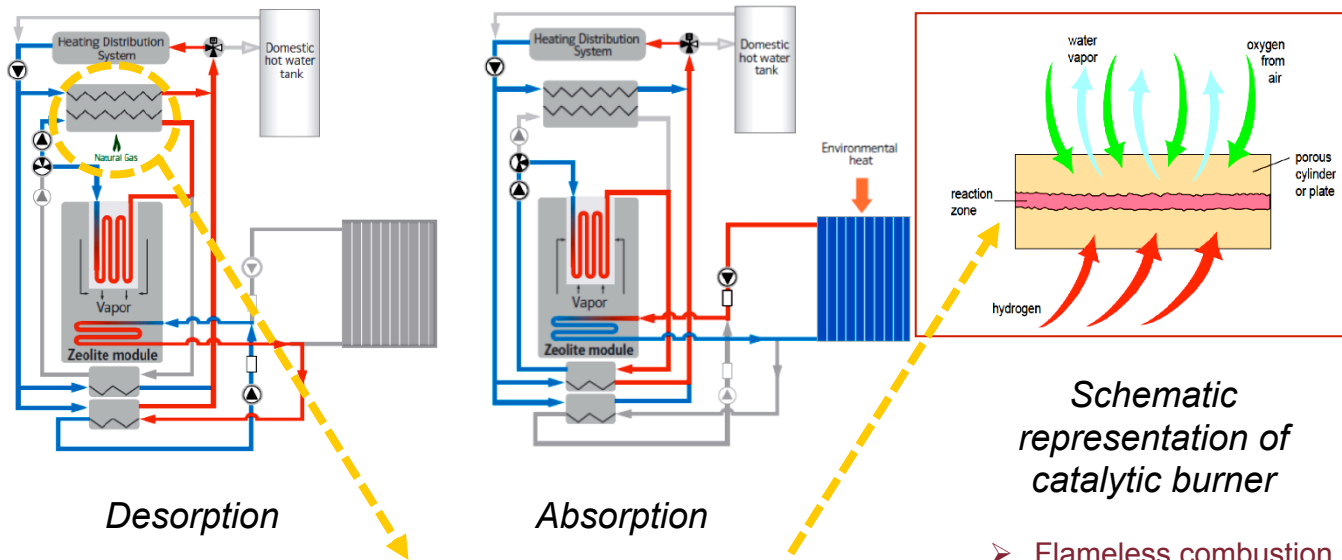 Heating Distribution
System
Domestic
hot water
tank
Natural Gas
Vapor
Zeolite module
Desorption
Heating Distribution
System
Domestic
hot water
tank
Environmental
heat
Vapor
Zeolite module
Absorption
water
vapor
oxygen
from
air
porous
cylinder
or plate
reaction
zone
hydrogen
Schematic
representation of
catalytic burner
➢ Flameless combustion